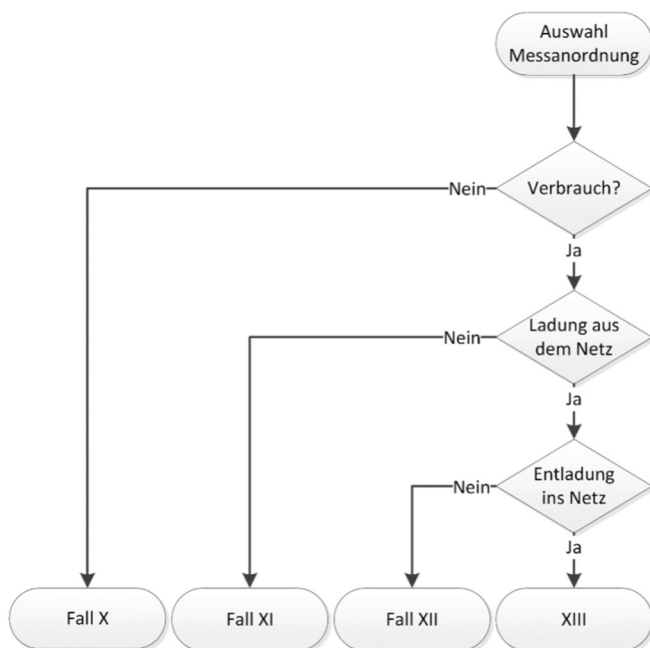 Auswahl
Messanordnung
Nein
Verbrauch?
Ja
Nein
Ladung aus
dem Netz
Ja
Nein
Entladung
ins Netz
Ja
Fall X
Fall XI
Fall XII
XIII